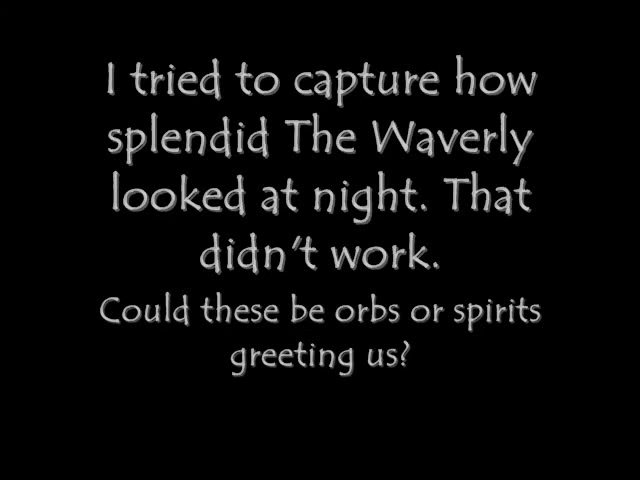 I tried to capture how
splendid The Waverly
looked at night. That
didn't work.
Could these be orbs or spirits
greeting us?